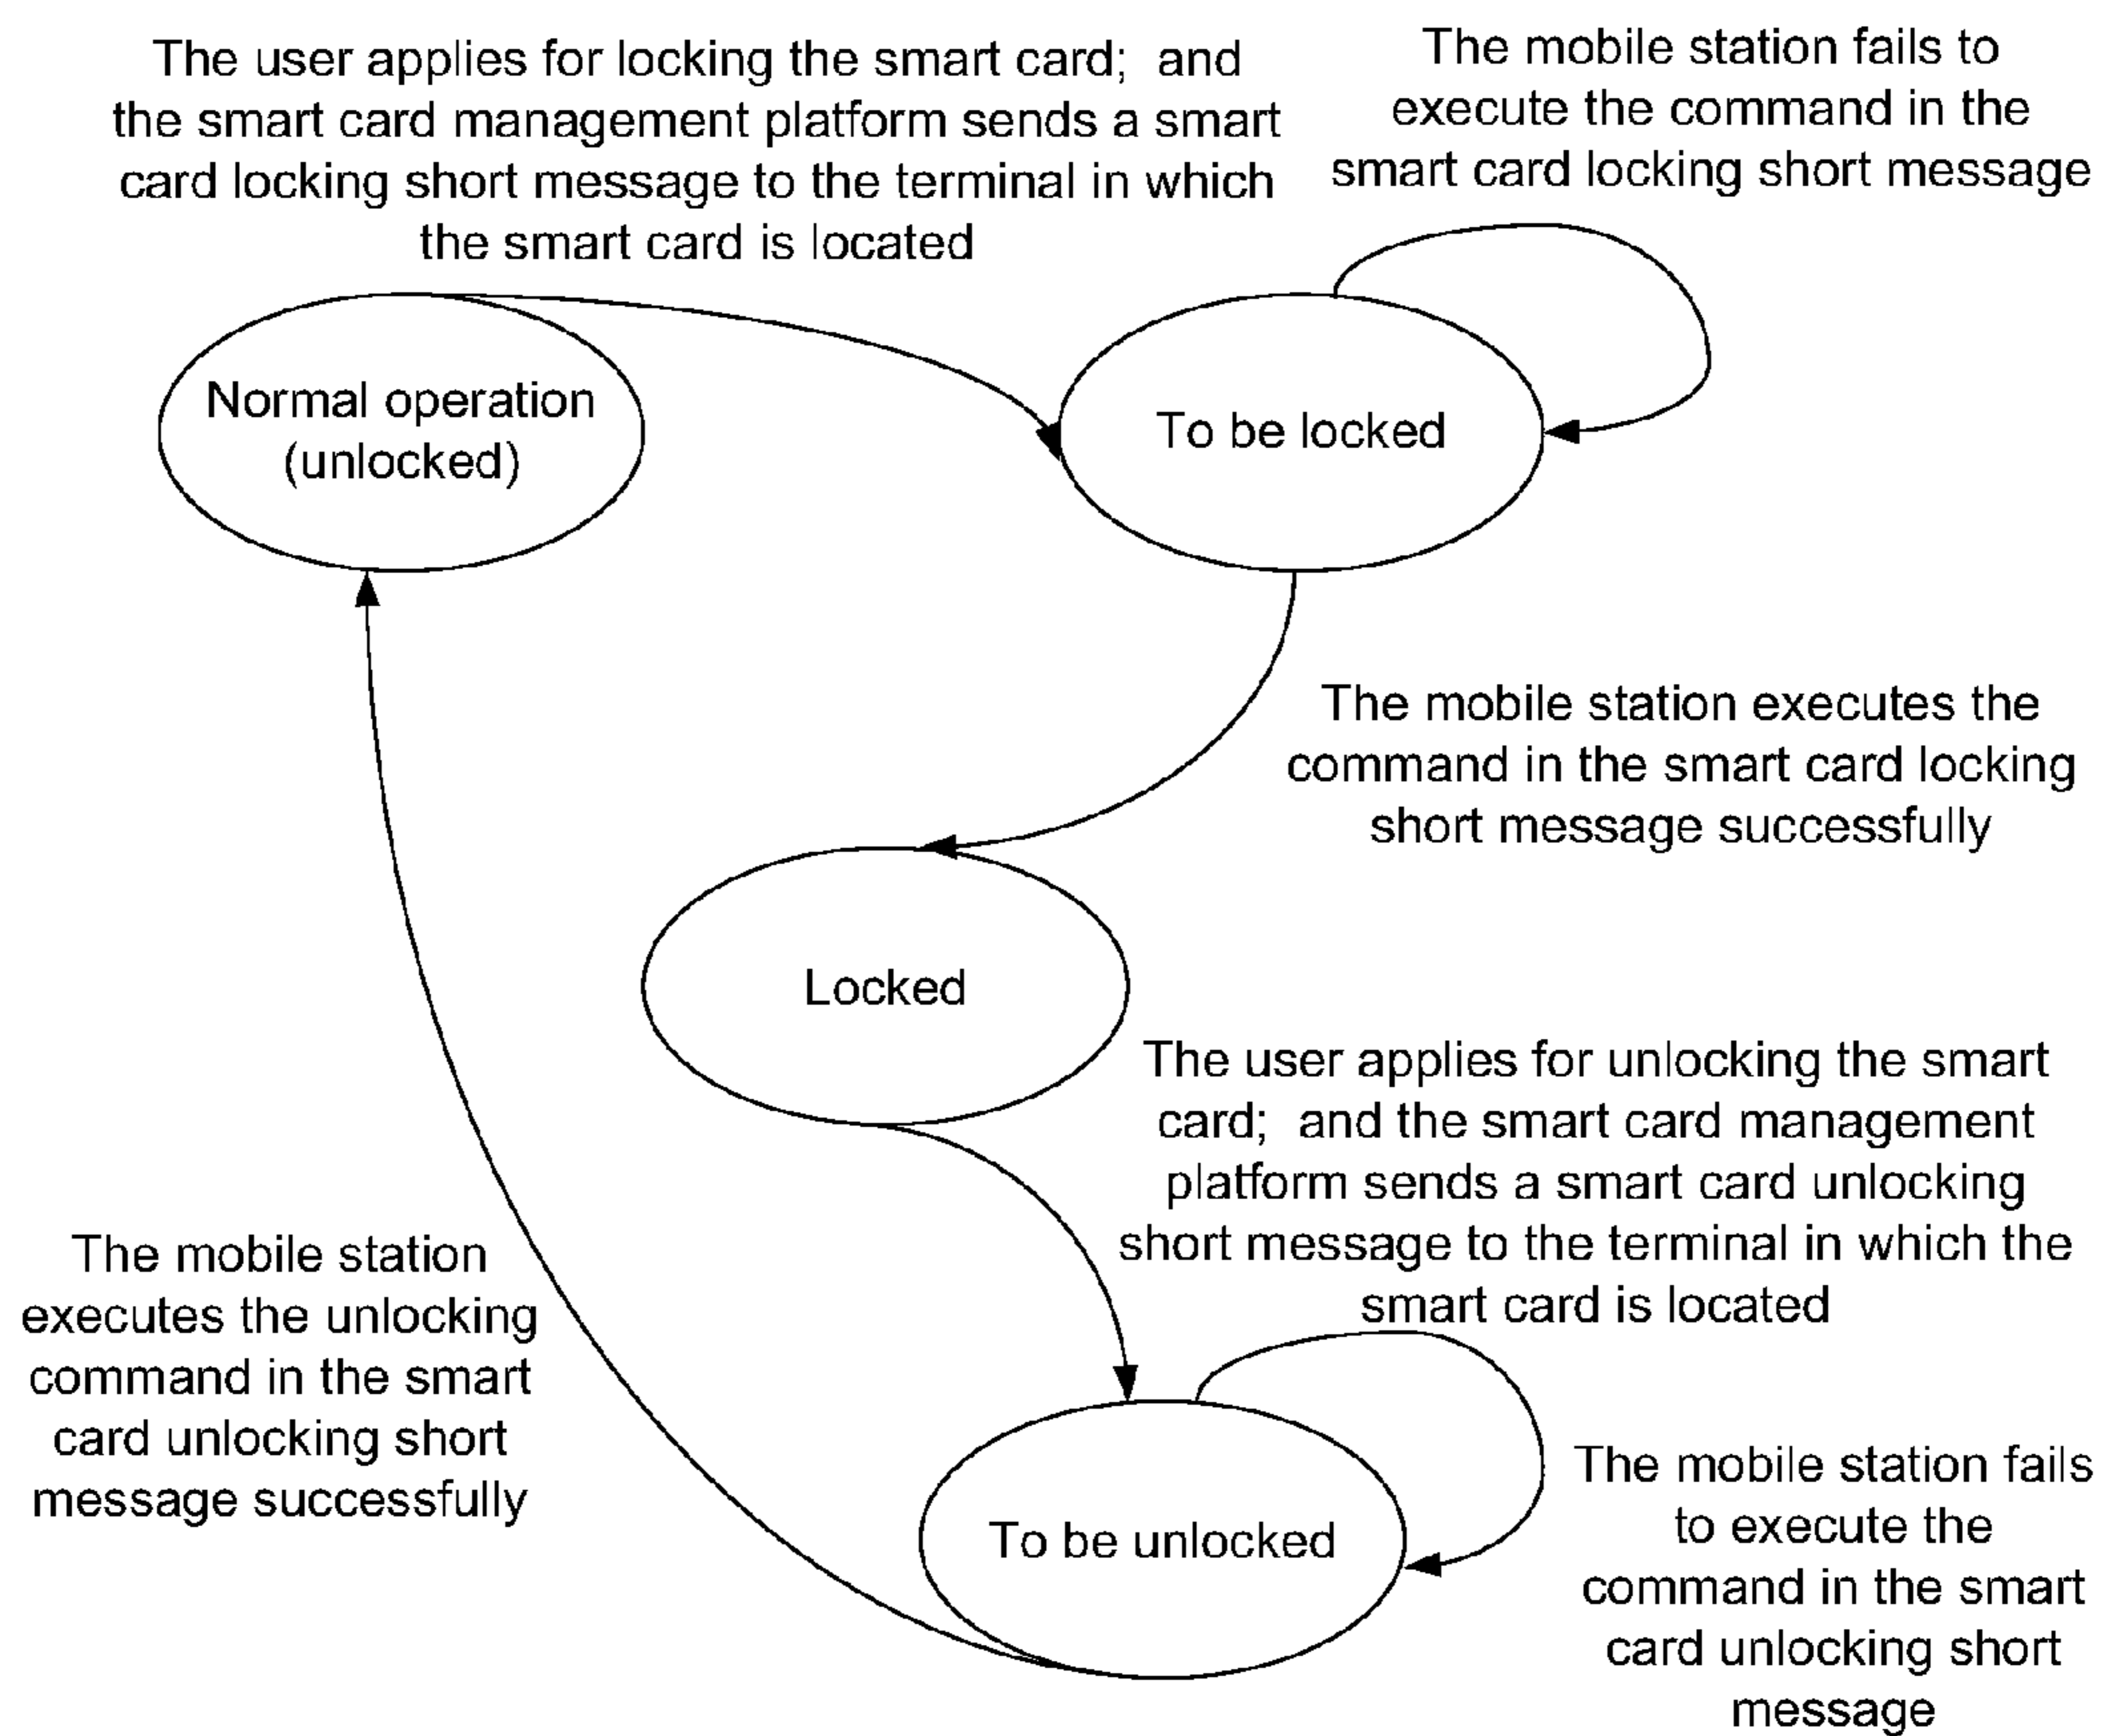 The user applies for locking the smart card; and
the smart card management platform sends a smart
card locking short message to the terminal in which
the smart card is located
The mobile station fails to
execute the command in the
smart card locking short message
Normal operation
(unlocked)
To be locked
The mobile station executes the
command in the smart card locking
short message successfully
Locked
The user applies for unlocking the smart
card; and the smart card management
platform sends a smart card unlocking
short message to the terminal in which the
smart card is located
The mobile station
executes the unlocking
command in the smart
card unlocking short
message successfully
To be unlocked
The mobile station fails
to execute the
command in the smart
card unlocking short
message